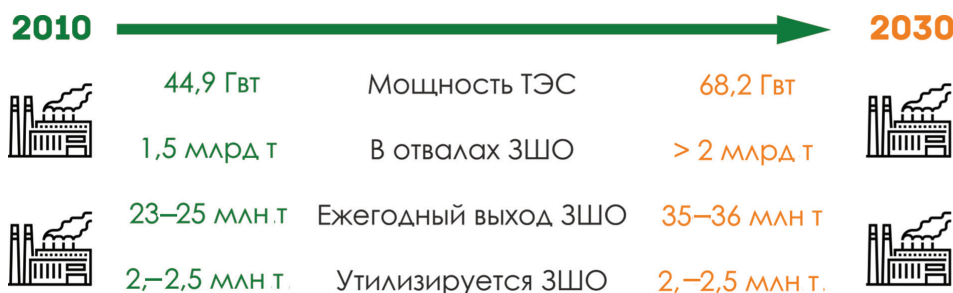 2010 2030
44,9 Гвт Мощность ТЭС 68,2 Гвт
1,5 млрд т В отвалах ЗШО > 2 млрд т
23–25 млн.т Ежегодный выход ЗШО 35–36 млн т
2,–2,5 млн т. Утилизируется ЗШО 2,–2,5 млн т.